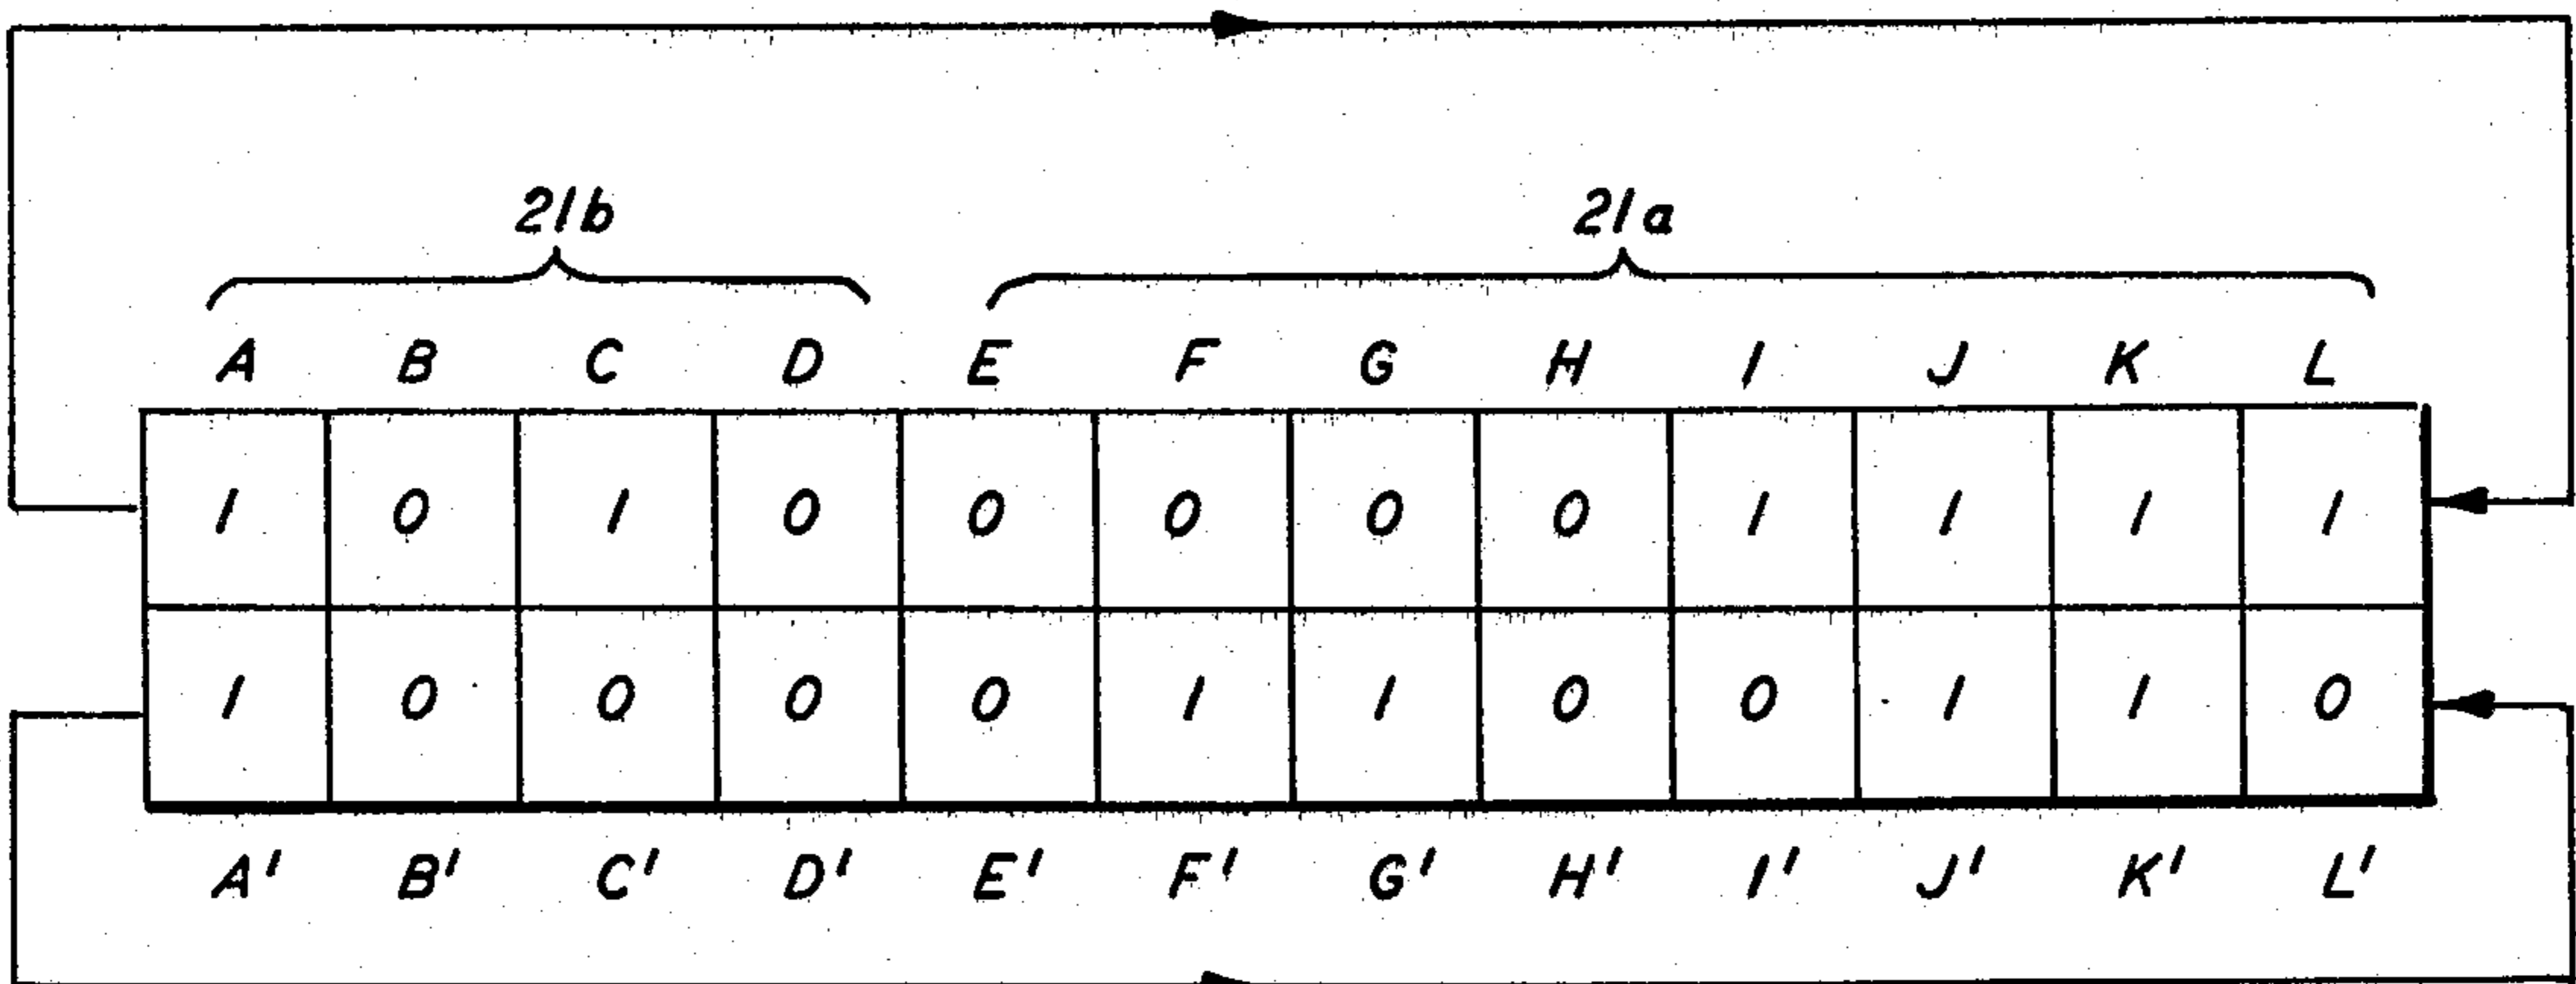 21b 21a
A B C D E F G H I J K L
1 0 1 0 0 0 0 0 1 1 1 1
1 0 0 0 0 1 1 0 0 1 1 0
A' B' C' D' E' F' G' H' I' J' K' L'